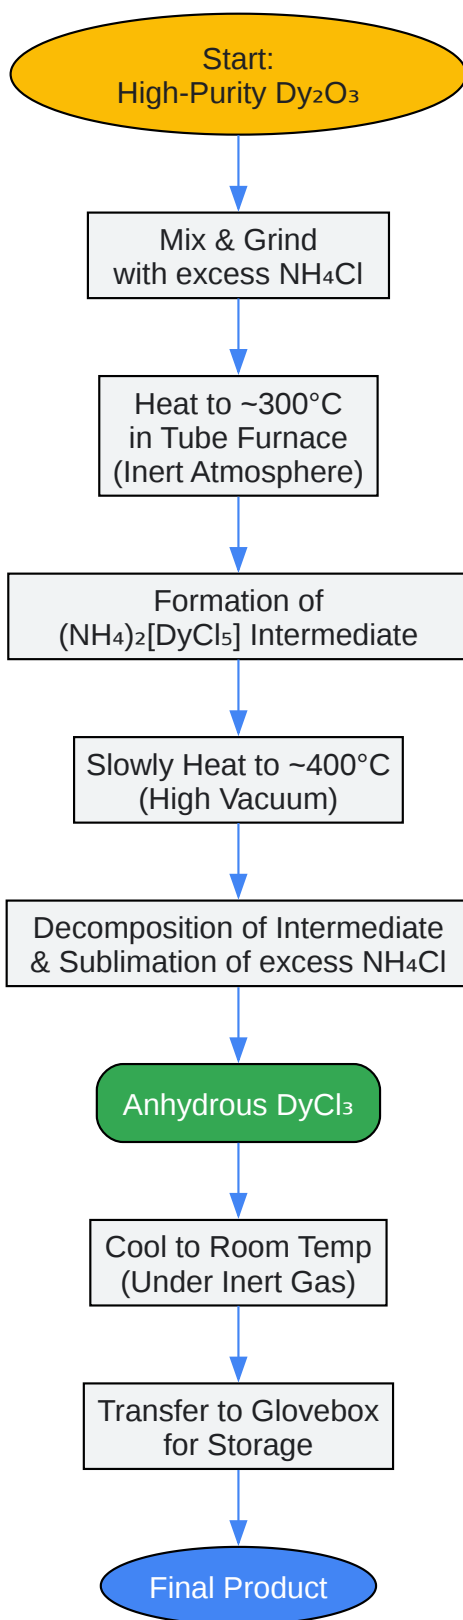 Start:
High-Purity Dy₂O₃
Mix & Grind
with excess NH₄Cl
Heat to ~300°C
in Tube Furnace
(Inert Atmosphere)
Formation of
(NH₄)₂[DyCl₅] Intermediate
Slowly Heat to ~400°C
(High Vacuum)
Decomposition of Intermediate
& Sublimation of excess NH₄Cl
Anhydrous DyCl₃
Cool to Room Temp
(Under Inert Gas)
Transfer to Glovebox
for Storage
Final Product